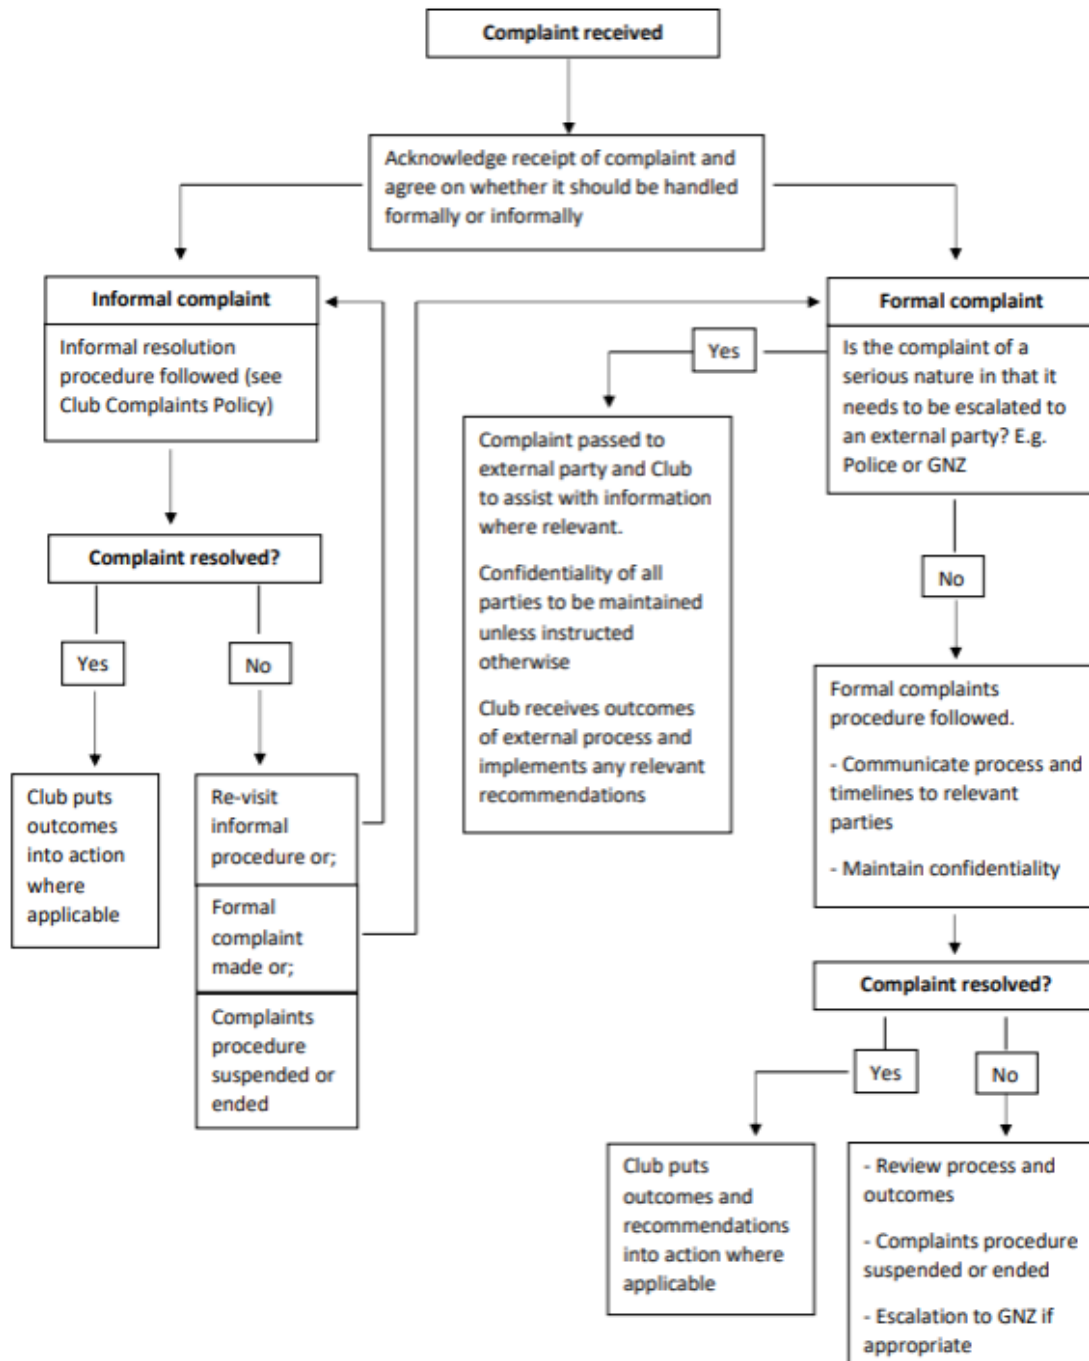 Complaint received
Acknowledge receipt of complaint and
agree on whether it should be handled
formally or informally
Informal complaint
Informal resolution
procedure followed (see
Club Complaints Policy)
Complaint resolved?
Yes
No
Club puts
outcomes
into action
where
applicable
Re-visit
informal
procedure or;
Formal
complaint
made or;
Complaints
procedure
suspended or
ended
Formal complaint
Is the complaint of a
serious nature in that it
needs to be escalated to
an external party? E.g.
Police or GNZ
Yes
Complaint passed to
external party and Club
to assist with information
where relevant.
Confidentiality of all
parties to be maintained
unless instructed
otherwise
Club receives outcomes
of external process and
implements any relevant
recommendations
No
Formal complaints
procedure followed.
- Communicate process and
timelines to relevant
parties
- Maintain confidentiality
Complaint resolved?
Yes
No
Club puts
outcomes and
recommendations
into action where
applicable
- Review process and
outcomes
- Complaints procedure
suspended or ended
- Escalation to GNZ if
appropriate